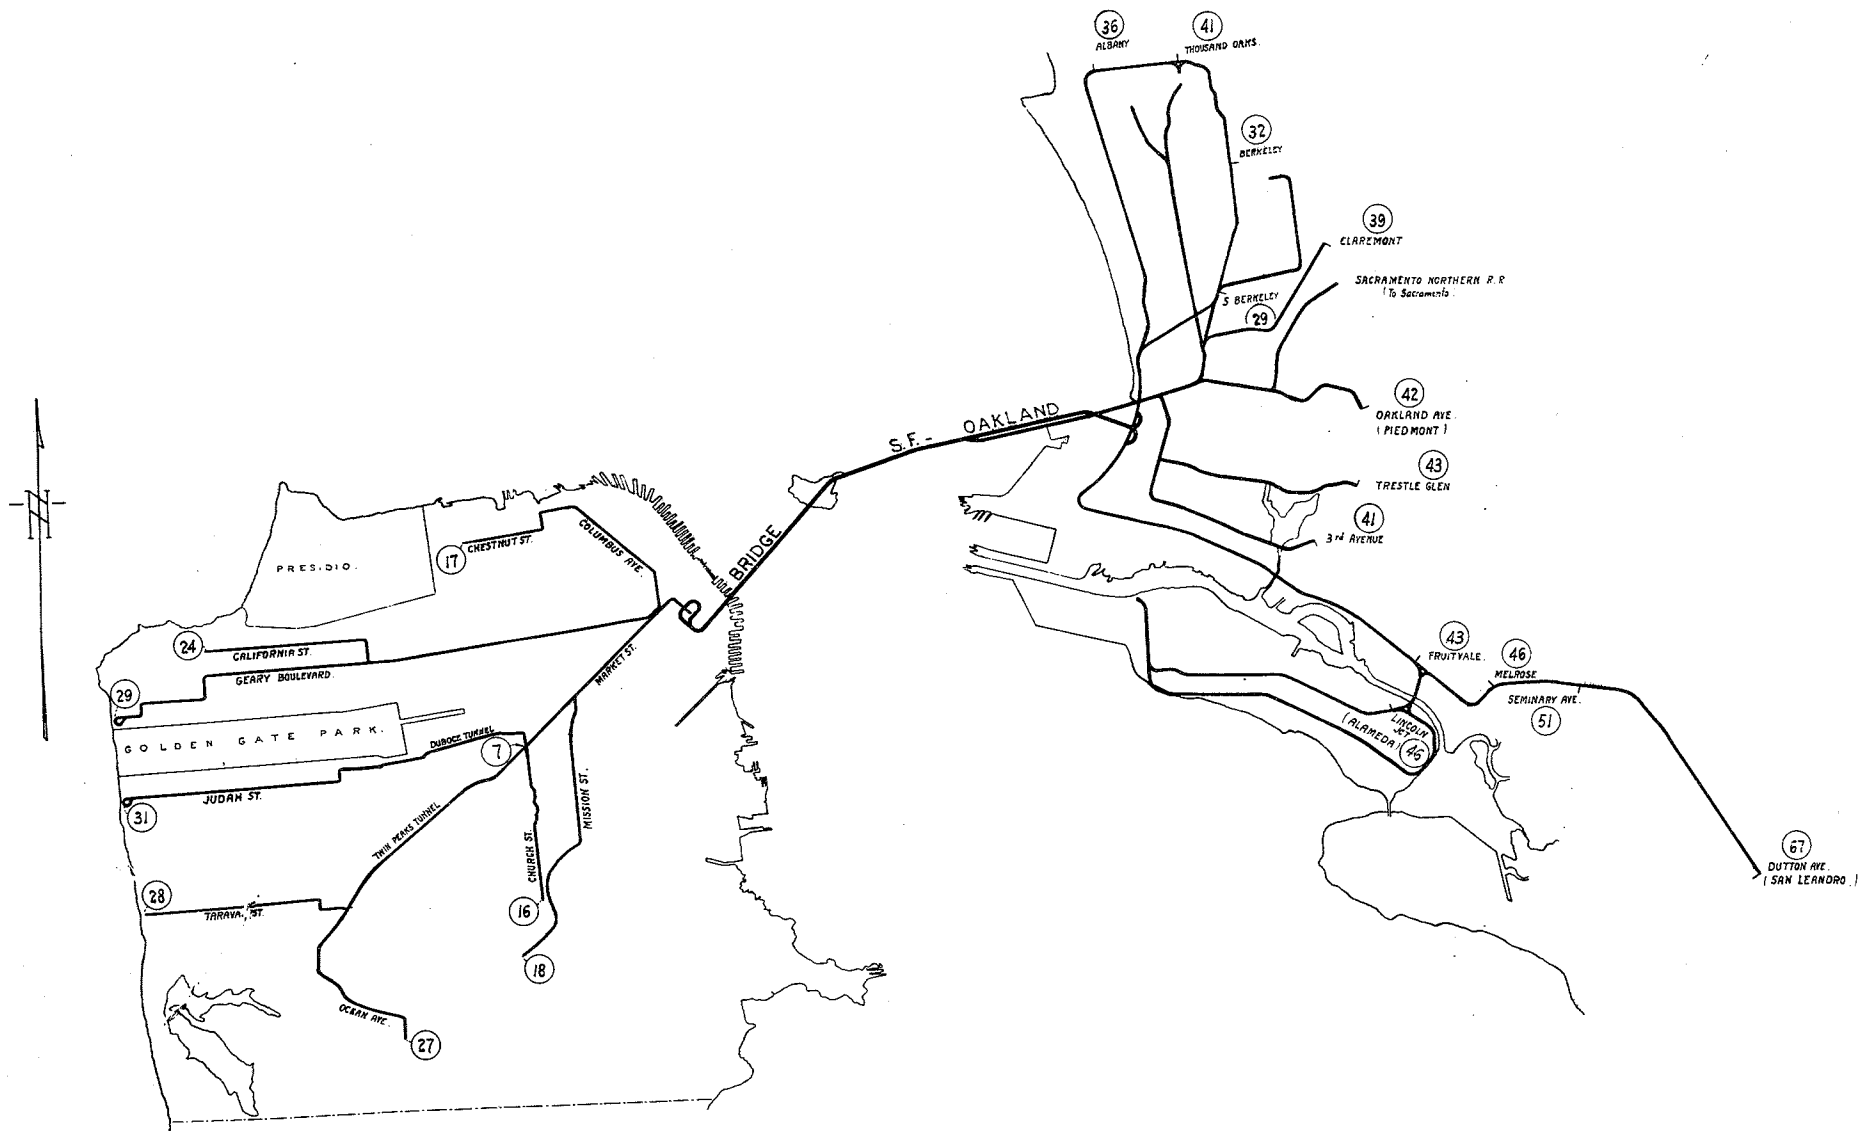 36
ALBANY
41
THOUSAND OAKS.
32
BERKELEY
39
CLAREMONT
SACRAMENTO NORTHERN R.R
(To Sacramento.
S BERKELEY
29
42
OAKLAND AVE.
(PIEDMONT)
S.F. - OAKLAND
BRIDGE
43
TRESTLE GLEN
41
3rd AVENUE
N
PRESIDIO.
17
CHESTNUT ST.
COLUMBUS AVE.
24
CALIFORNIA ST.
GEARY BOULEVARD.
MARKET ST.
29
GOLDEN GATE PARK.
DUBOCE TUNNEL
7
JUDAH ST.
31
TWIN PEAKS TUNNEL
CHURCH ST.
MISSION ST.
16
18
28
TARAVAL ST.
OCEAN AVE.
27
43
FRUITVALE.
46
MELROSE
SEMINARY AVE.
51
LINCOLN
JCT
(ALAMEDA)
46
67
DUTTON AVE.
(SAN LEANDRO.)